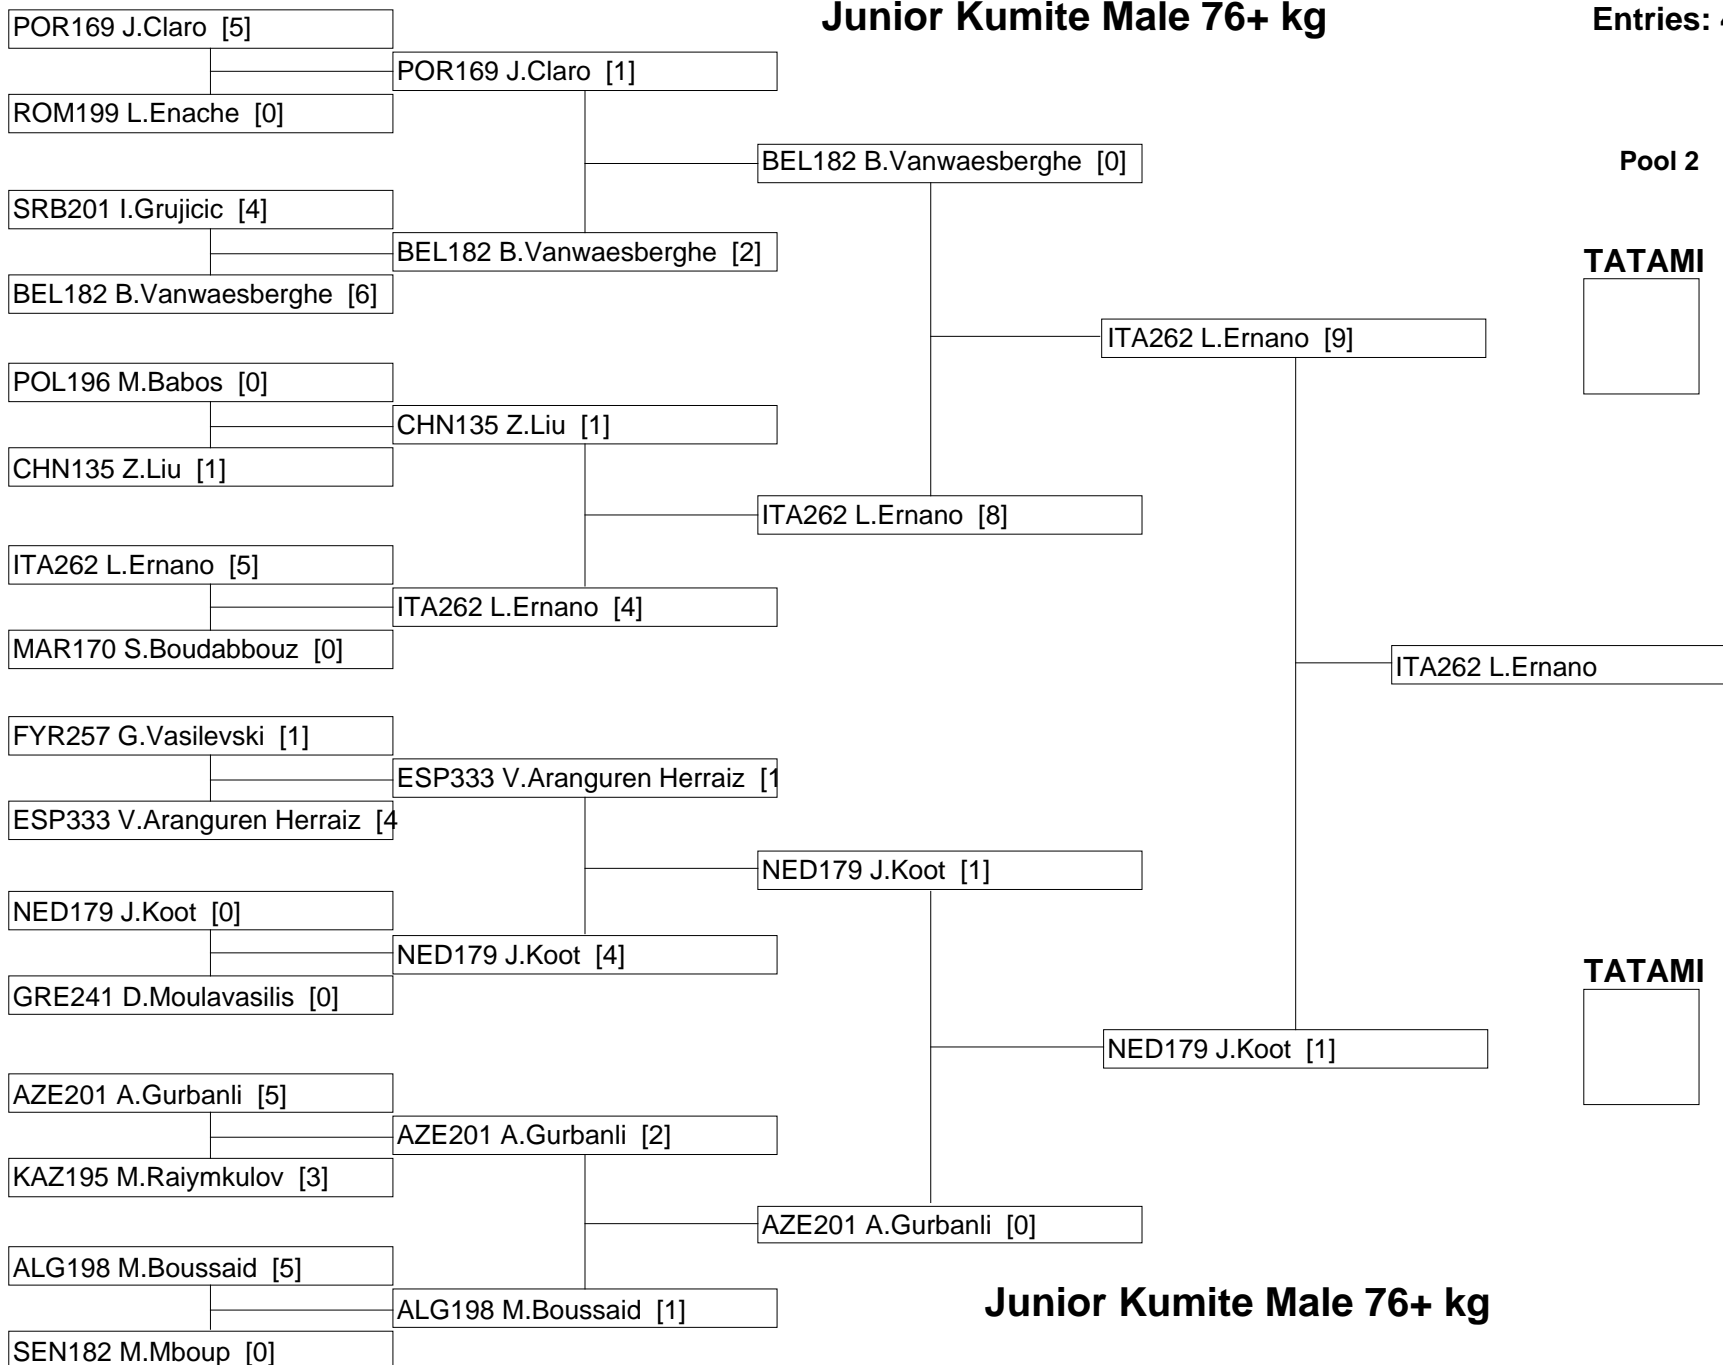 Junior Kumite Male 76+ kg
Entries: 4
Pool 2
TATAMI
TATAMI
POR169 J.Claro [5]
ROM199 L.Enache [0]
SRB201 I.Grujicic [4]
BEL182 B.Vanwaesberghe [6]
POL196 M.Babos [0]
CHN135 Z.Liu [1]
ITA262 L.Ernano [5]
MAR170 S.Boudabbouz [0]
FYR257 G.Vasilevski [1]
ESP333 V.Aranguren Herraiz [4
NED179 J.Koot [0]
GRE241 D.Moulavasilis [0]
AZE201 A.Gurbanli [5]
KAZ195 M.Raiymkulov [3]
ALG198 M.Boussaid [5]
SEN182 M.Mboup [0]
POR169 J.Claro [1]
BEL182 B.Vanwaesberghe [2]
CHN135 Z.Liu [1]
ITA262 L.Ernano [4]
ESP333 V.Aranguren Herraiz [1
NED179 J.Koot [4]
AZE201 A.Gurbanli [2]
ALG198 M.Boussaid [1]
BEL182 B.Vanwaesberghe [0]
ITA262 L.Ernano [8]
NED179 J.Koot [1]
AZE201 A.Gurbanli [0]
ITA262 L.Ernano [9]
NED179 J.Koot [1]
ITA262 L.Ernano
Junior Kumite Male 76+ kg